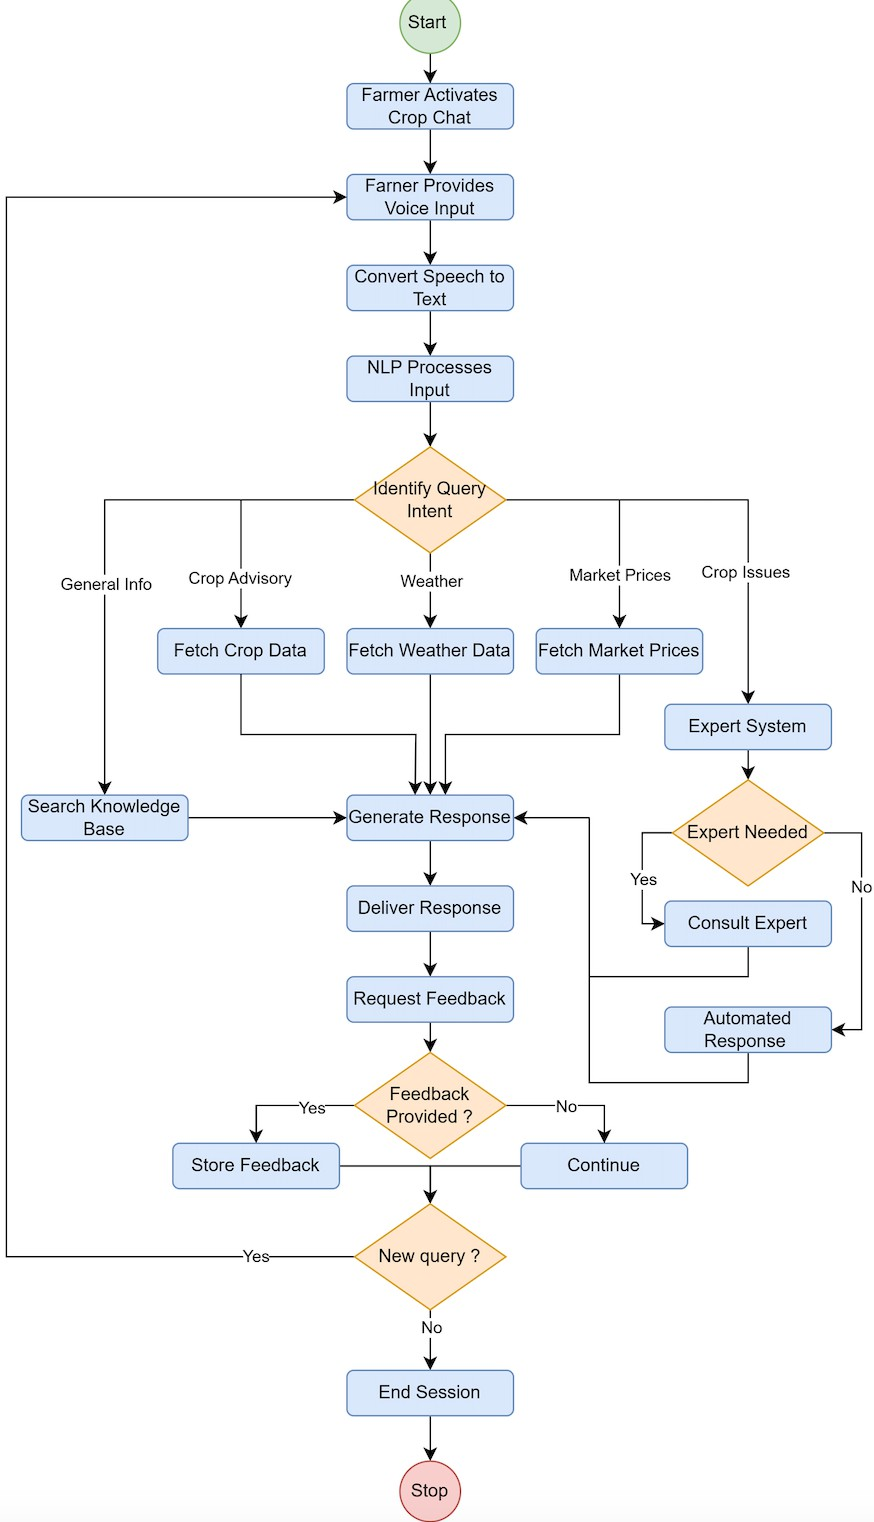 Start
Farmer Activates
Crop Chat
Farner Provides
Voice Input
Convert Speech to
Text
NLP Processes
Input
Identify Query
Intent
General Info
Crop Advisory
Weather
Market Prices
Crop Issues
Fetch Crop Data
Fetch Weather Data
Fetch Market Prices
Expert System
Search Knowledge
Base
Generate Response
Expert Needed
Yes
No
Deliver Response
Consult Expert
Request Feedback
Automated
Response
Feedback
Provided ?
Yes
No
Store Feedback
Continue
New query ?
Yes
No
End Session
Stop